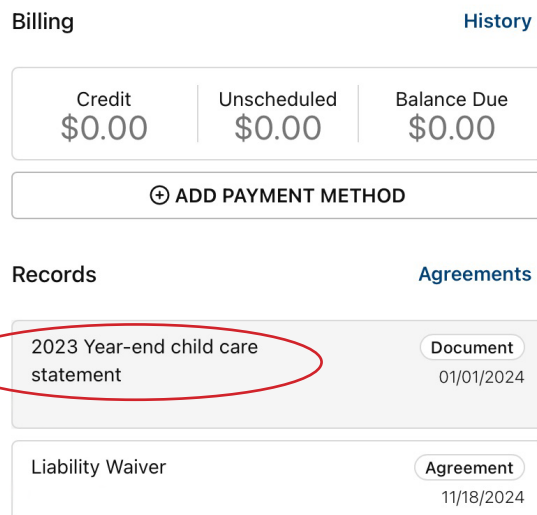 Billing
History
Credit
Unscheduled
Balance Due
$0.00
$0.00
$0.00
ADD PAYMENT METHOD
Records
Agreements
2023 Year-end child care
statement
Document
01/01/2024
Liability Waiver
Agreement
11/18/2024